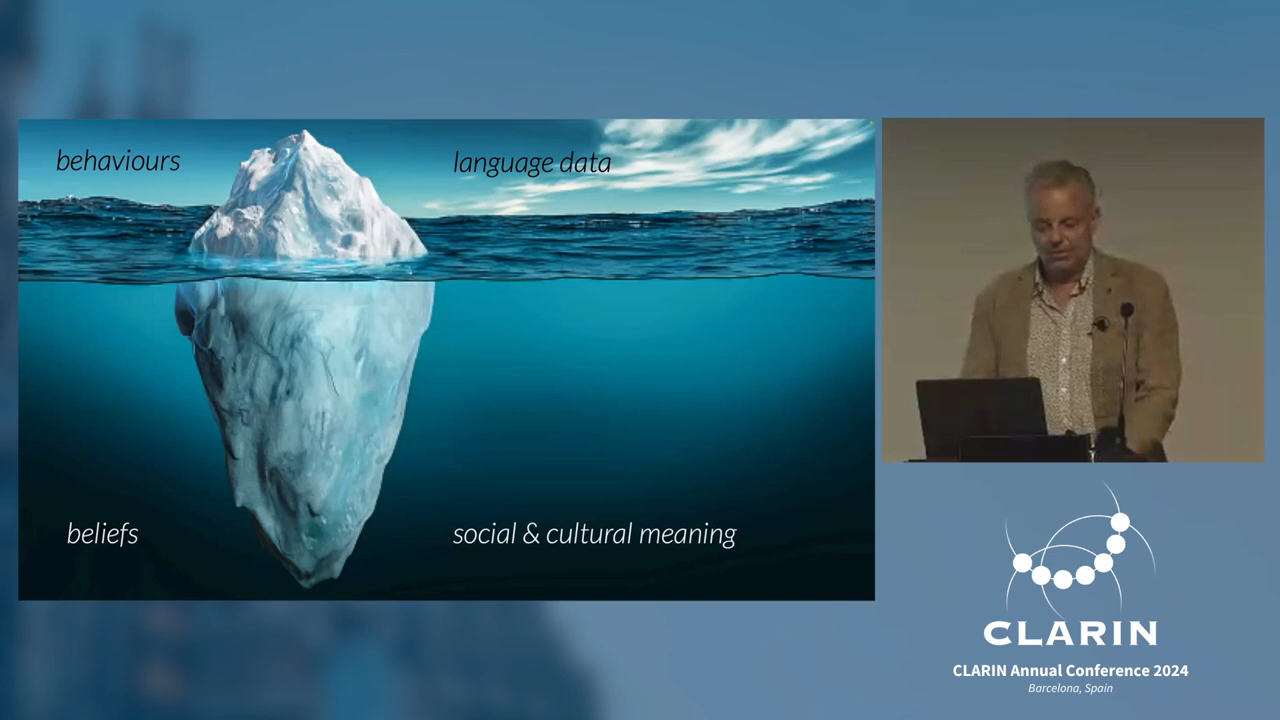 behaviours
language data
beliefs
social & cultural meaning
CLARIN
CLARIN Annual Conference 2024
Barcelona, Spain